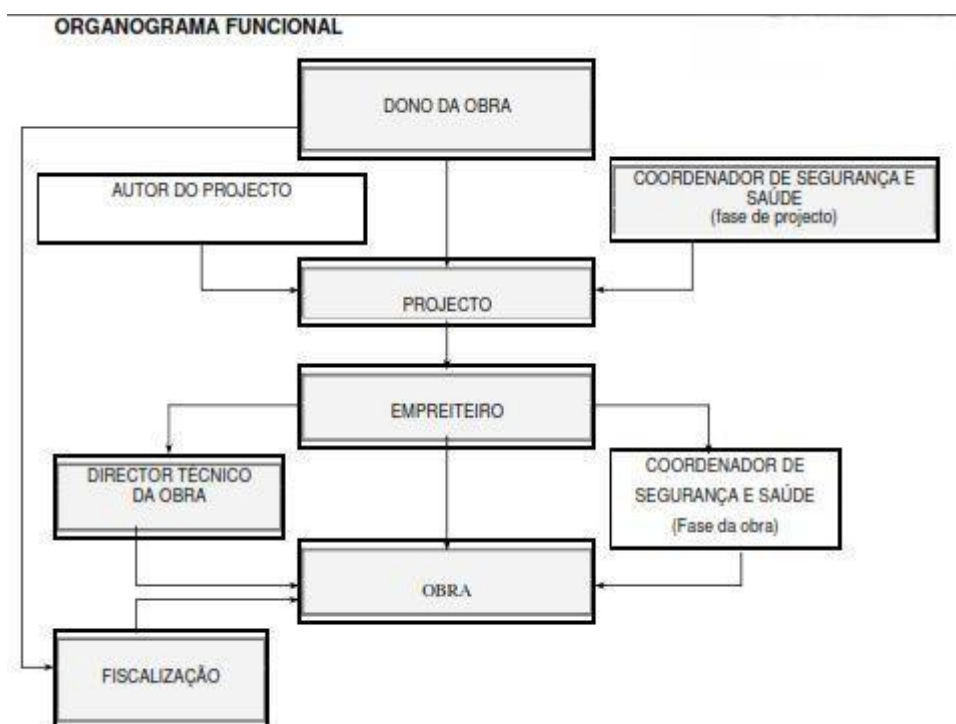 ORGANOGRAMA FUNCIONAL
DONO DA OBRA
AUTOR DO PROJECTO
COORDENADOR DE SEGURANÇA E
SAÚDE
(fase de projecto)
PROJECTO
EMPREITEIRO
DIRECTOR TÉCNICO
DA OBRA
COORDENADOR DE
SEGURANÇA E SAÚDE
(Fase da obra)
OBRA
FISCALIZAÇÃO